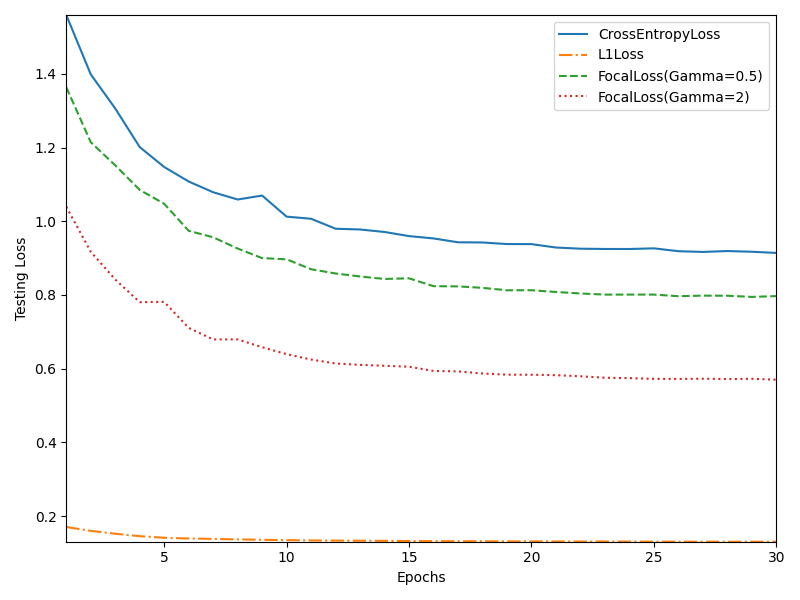 CrossEntropyLoss
L1Loss
FocalLoss(Gamma=0.5)
FocalLoss(Gamma=2)
Testing Loss
1.4
1.2
1.0
0.8
0.6
0.4
0.2
5 10 15 20 25 30
Epochs